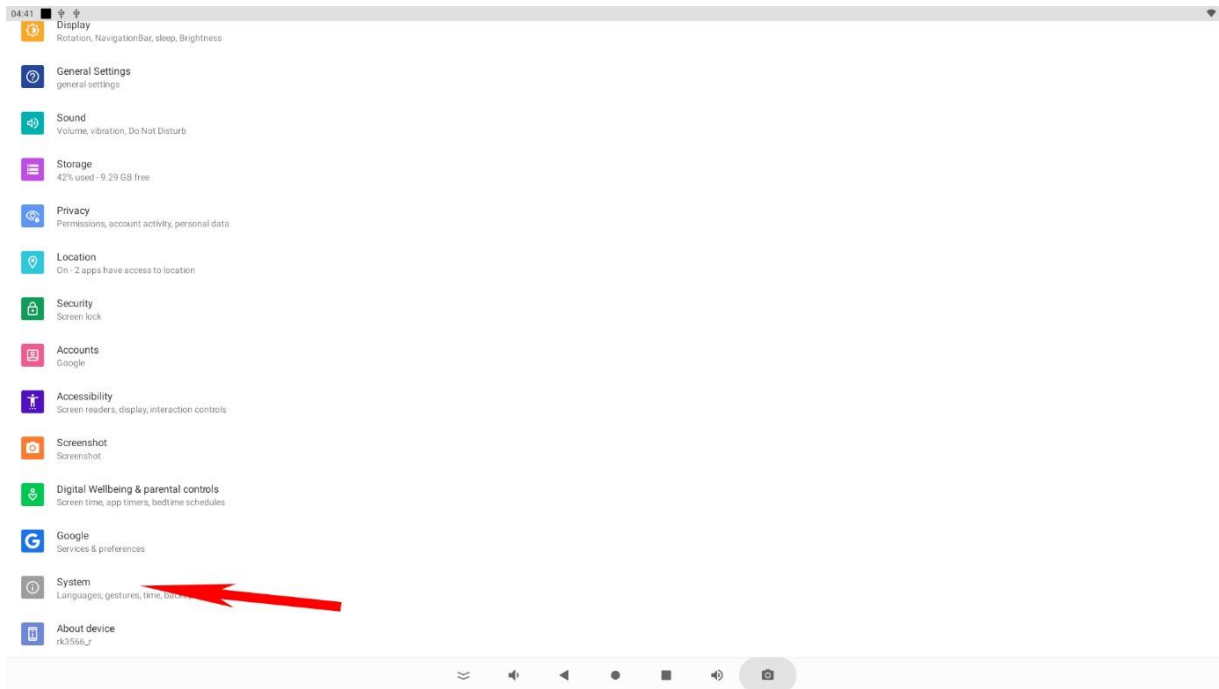 04:41
Display
Rotation, NavigationBar, sleep, Brightness
General Settings
general settings
Sound
Volume, vibration, Do Not Disturb
Storage
42% used - 9.29 GB free
Privacy
Permissions, account activity, personal data
Location
On - 2 apps have access to location
Security
Screen lock
Accounts
Google
Accessibility
Screen readers, display, interaction controls
Screenshot
Screenshot
Digital Wellbeing & parental controls
Screen time, app timers, bedtime schedules
G
Google
Services & preferences
System
Languages, gestures, time,
About device
rk3566_r